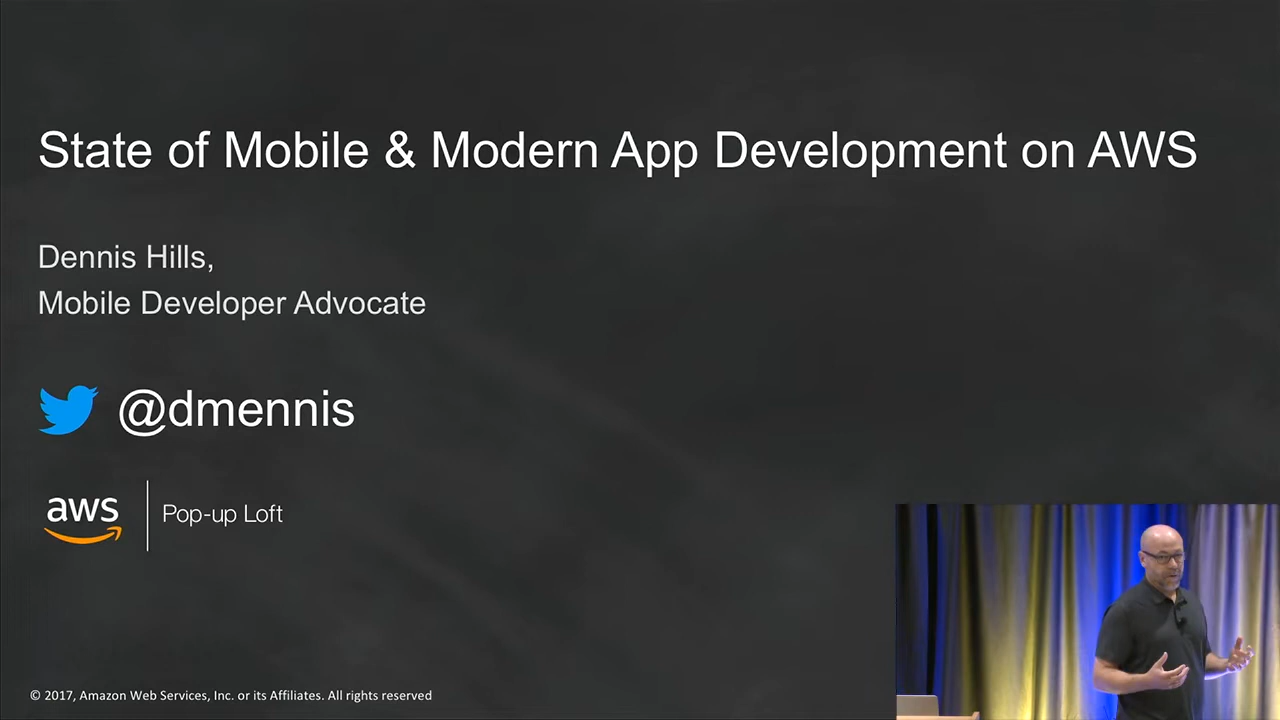 State of Mobile & Modern App Development on AWS
Dennis Hills,
Mobile Developer Advocate
@dmennis
aws
Pop-up Loft
© 2017, Amazon Web Services, Inc. or its Affiliates. All rights reserved